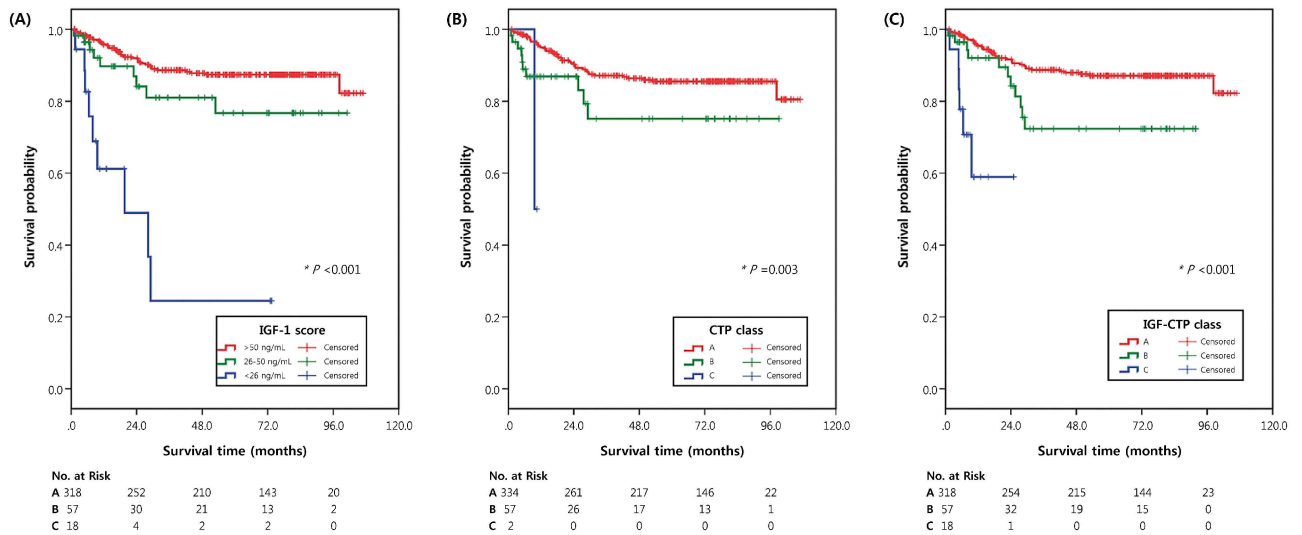 (A)
1.0
0.8
0.6
0.4
0.2
0.0
Survival probability
* P <0.001
IGF-1 score
>50 ng/mL Censored
26-50 ng/mL Censored
<26 ng/mL Censored
.0 24.0 48.0 72.0 96.0 120.0
Survival time (months)
No. at Risk
A 318 252 210 143 20
B 57 30 21 13 2
C 18 4 2 2 0
(B)
1.0
0.8
0.6
0.4
0.2
0.0
Survival probability
* P =0.003
CTP class
A Censored
B Censored
C Censored
.0 24.0 48.0 72.0 96.0 120.0
Survival time (months)
No. at Risk
A 334 261 217 146 22
B 57 26 17 13 1
C 2 0 0 0 0
(C)
1.0
0.8
0.6
0.4
0.2
0.0
Survival probability
* P <0.001
IGF-CTP class
A Censored
B Censored
C Censored
.0 24.0 48.0 72.0 96.0 120.0
Survival time (months)
No. at Risk
A 318 254 215 144 23
B 57 32 19 15 0
C 18 1 0 0 0